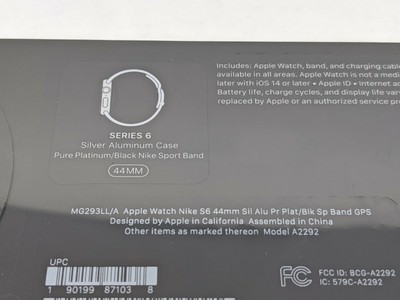 Includes: Apple Watch, band, and charging cable
available in all areas. Apple Watch is not a medi
later with iOS 14 or later • Apple ID • Internet ac
Battery life, charge cycles, and display life vary
replaced by Apple or an authorized service pro
SERIES 6
Silver Aluminum Case
Pure Platinum/Black Nike Sport Band
44MM
MG293LL/A Apple Watch Nike S6 44mm Sil Alu Pr Plat/Blk Sp Band GPS
Designed by Apple in California Assembled in China
Other items as marked thereon Model A2292
UPC
1 90199 87103 8
FC FCC ID: BCG-A2292
IC: 579C-A2292